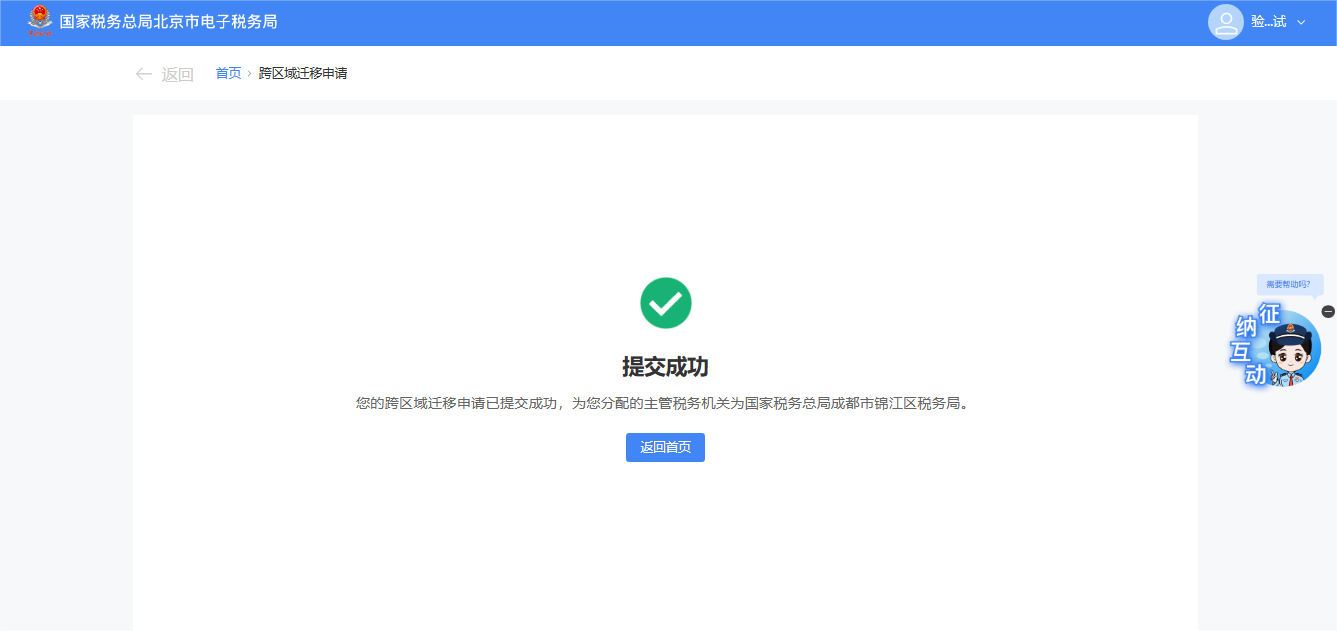 国家税务总局北京市电子税务局
验...试
返回 首页 › 跨区域迁移申请
提交成功
您的跨区域迁移申请已提交成功，为您分配的主管税务机关为国家税务总局成都市锦江区税务局。
返回首页
需要帮助吗?
征纳互动